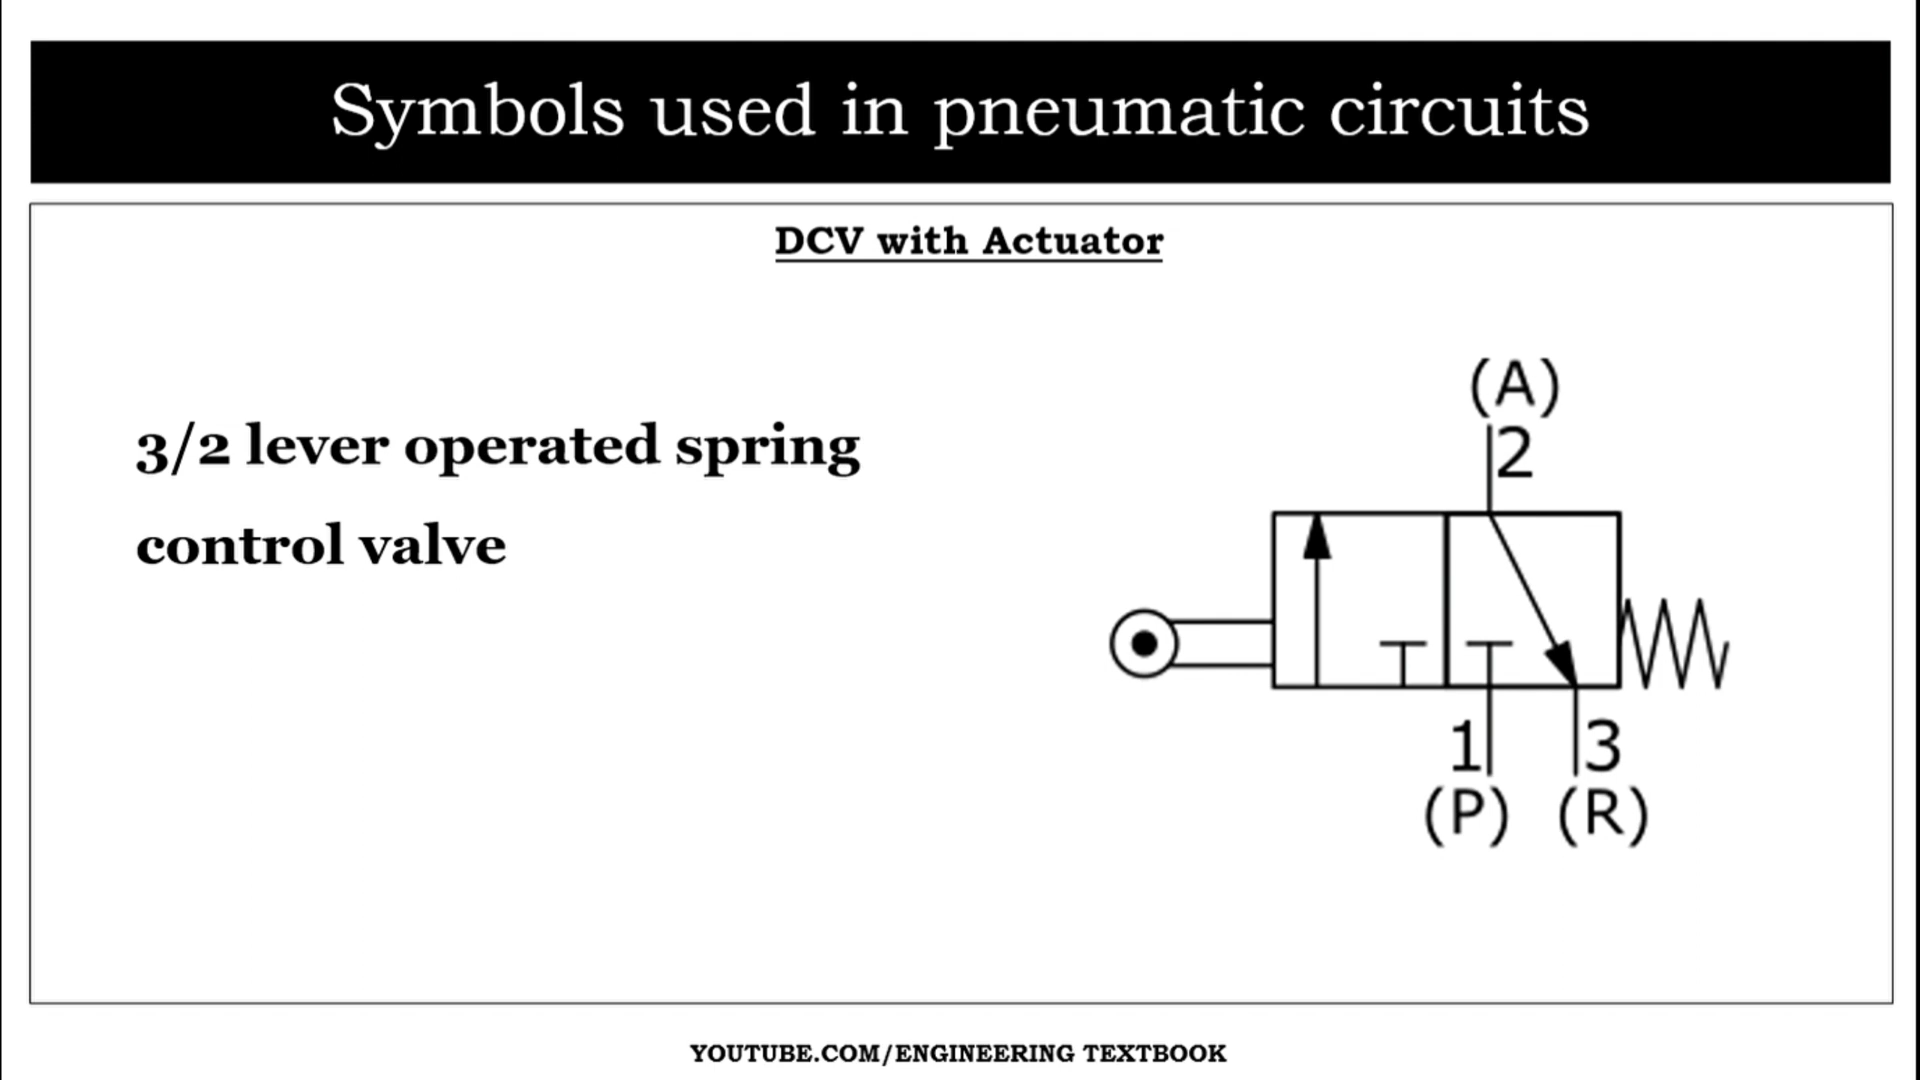 Symbols used in pneumatic circuits
DCV with Actuator
3/2 lever operated spring
control valve
(A)
2
1
3
(P)
(R)
YOUTUBE.COM/ENGINEERING TEXTBOOK